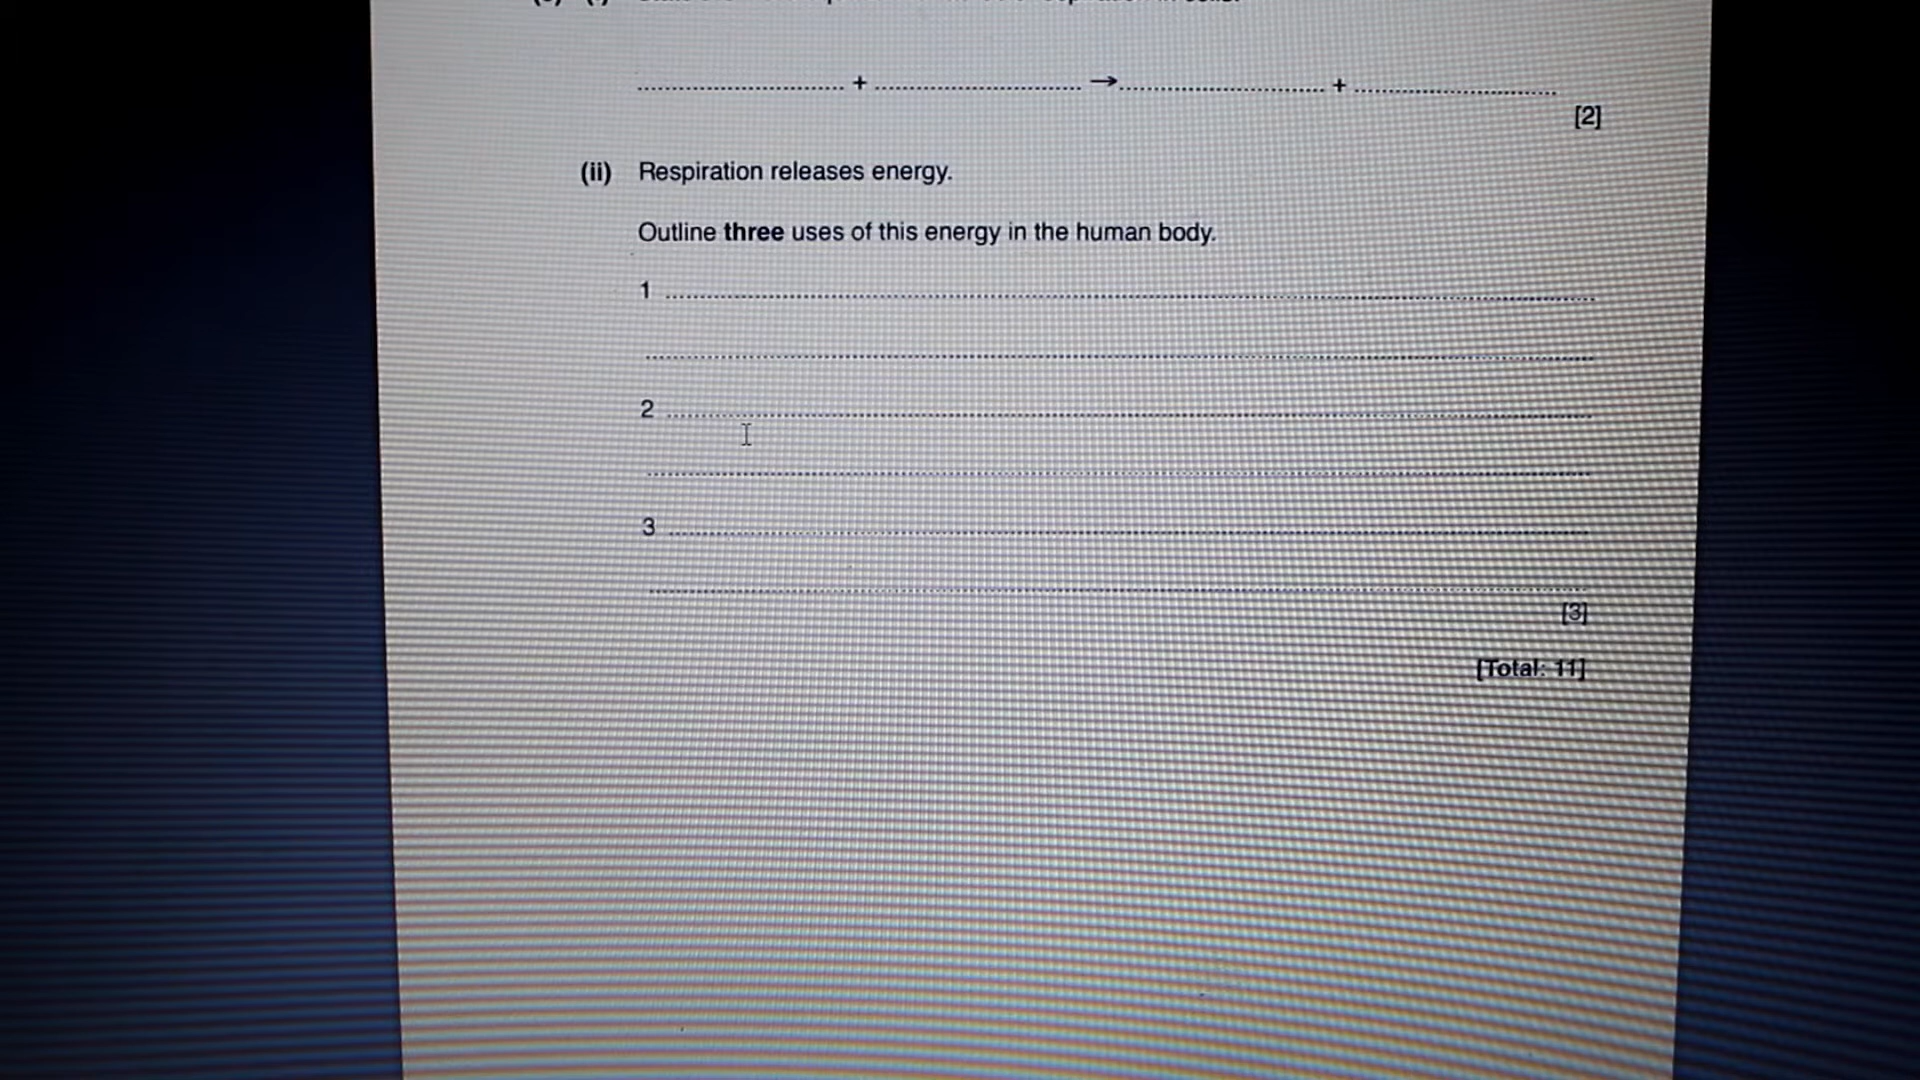 .......... + .......... → .......... + ..........
[2]
(ii) Respiration releases energy.
Outline three uses of this energy in the human body.
1 ..........
..........
2 ..........
..........
3 ..........
..........
[3]
[Total: 11]